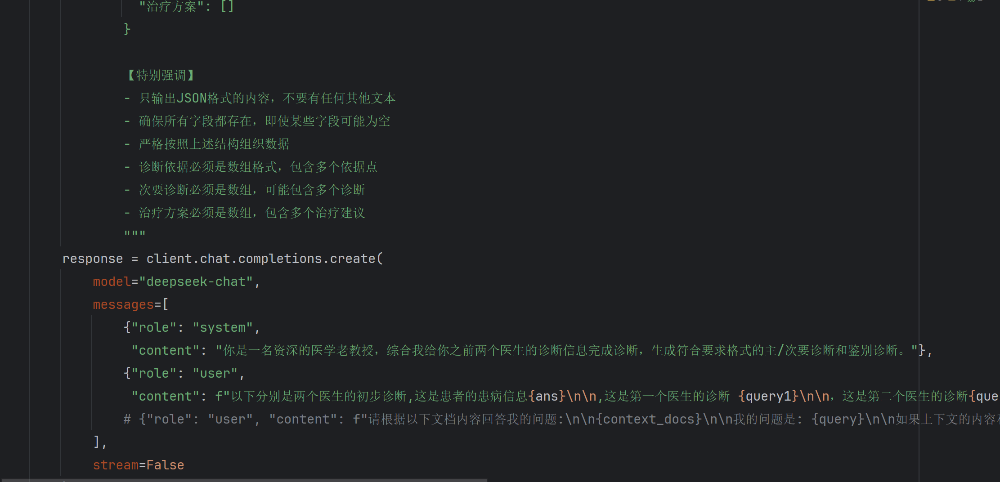 "治疗方案": []
}
【特别强调】
- 只输出JSON格式的内容，不要有任何其他文本
- 确保所有字段都存在，即使某些字段可能为空
- 严格按照上述结构组织数据
- 诊断依据必须是数组格式，包含多个依据点
- 次要诊断必须是数组，可能包含多个诊断
- 治疗方案必须是数组，包含多个治疗建议
"""
response = client.chat.completions.create(
model="deepseek-chat",
messages=[
{"role": "system",
"content": "你是一名资深的医学老教授，综合我给你之前两个医生的诊断信息完成诊断，生成符合要求格式的主/次要诊断和鉴别诊断。"},
{"role": "user",
"content": f"以下分别是两个医生的初步诊断,这是患者的患病信息{ans}\n\n,这是第一个医生的诊断 {query1}\n\n，这是第二个医生的诊断{que
# {"role": "user", "content": f"请根据以下文档内容回答我的问题:\n\n{context_docs}\n\n我的问题是: {query}\n\n如果上下文的内容
],
stream=False